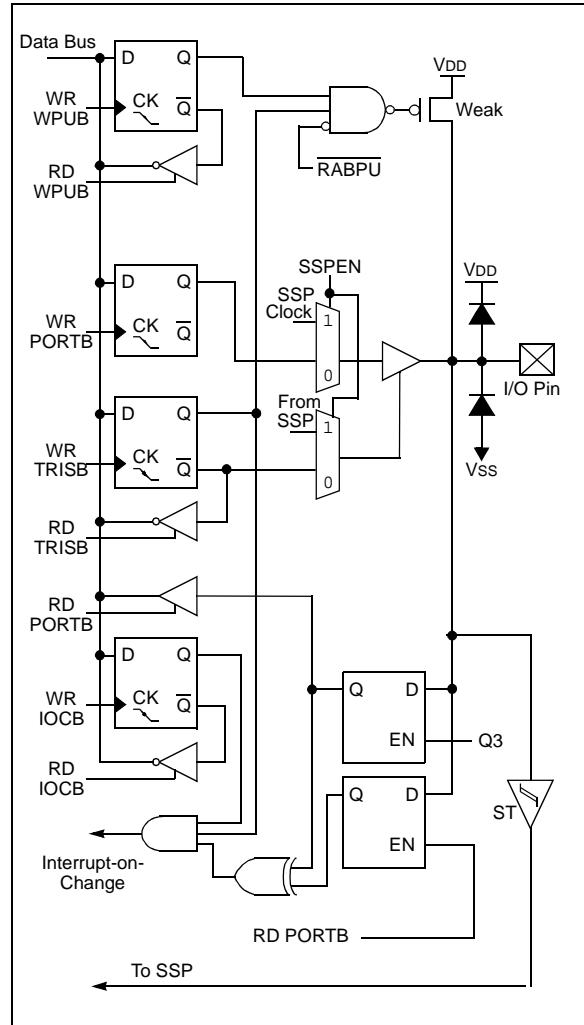 Data Bus
D Q
VDD
WR
WPUB
CK Q
Weak
RD
WPUB
RABPU
D Q
SSPEN
SSP
Clock
1
VDD
WR
PORTB
CK Q
0
I/O Pin
D Q
From
SSP
1
WR
TRISB
CK Q
0
VSS
RD
TRISB
RD
PORTB
D Q
Q D
WR
IOCB
CK Q
EN
Q3
RD
IOCB
Q D
ST
EN
Interrupt-on-
Change
RD PORTB
To SSP